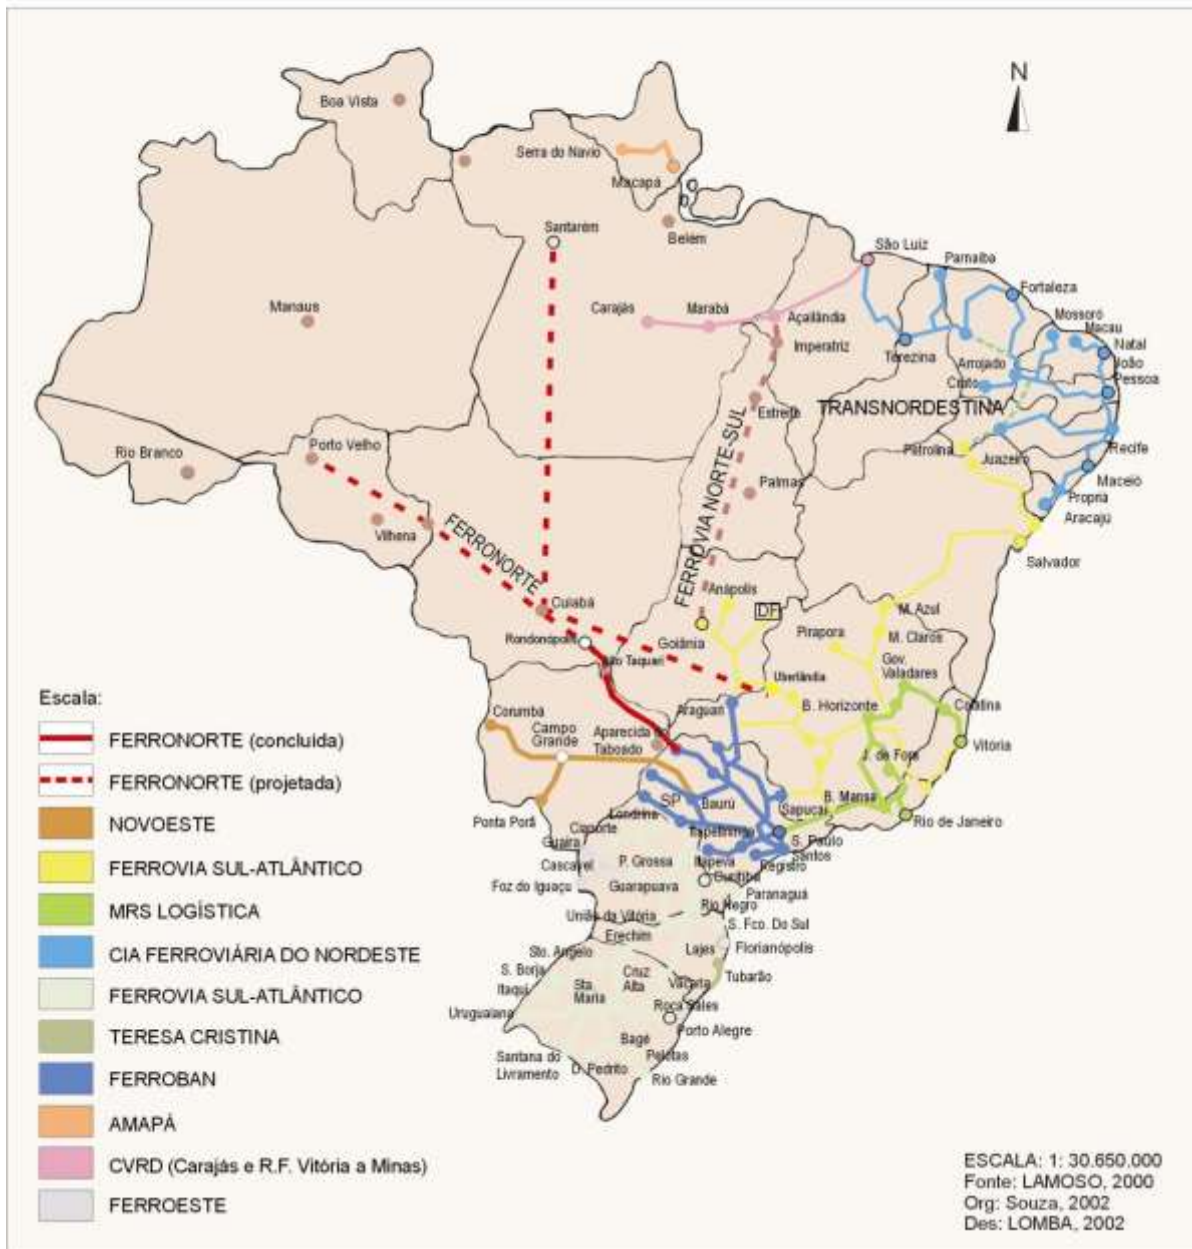 N
Boa Vista
Serra do Navio
Macapá
Santarém
Belém
São Luiz
Parnaíba
Fortaleza
Manaus
Carajás
Marabá
Açailândia
Imperatriz
Terezina
Mossoró
Macau
Natal
João
Pessoa
Arrojado
Crato
TRANSNORDESTINA
Estreito
Recife
Petrolina
Juazeiro
Maceió
Propria
Aracajú
Porto Velho
Rio Branco
Vilhena
Palmas
FERROVIA NORTE-SUL
FERRONORTE
Salvador
Cuiabá
Anápolis
DF
Goiânia
Rondonópolis
Alto Taquari
Pirapora
M. Azul
M. Claros
Gov.
Valadares
Uberlândia
Araguari
B. Horizonte
Colatina
Vitória
Corumbá
Campo
Grande
Aparecida
Taboado
J. de Fora
SP
Baurú
Sapucaí
B. Mansa
Rio de Janeiro
Ponta Porã
Londrina
S. Paulo
Santos
Guaíra
Cascavel
P. Grossa
Itapeva
Registro
Foz do Iguaçu
Guarapuava
Curitiba
Paranaguá
União da Vitória
Rio Negro
S. Fco. Do Sul
Erechim
Lajes
Florianópolis
Sto. Angelo
S. Borja
Itaqui
Sta.
Maria
Cruz
Alta
Vacaria
Tubarão
Uruguaiana
Roca Sales
Porto Alegre
Bagé
Pelotas
Santana do
Livramento
D. Pedrito
Rio Grande
Escala:
FERRONORTE (concluida)
FERRONORTE (projetada)
NOVOESTE
FERROVIA SUL-ATLÂNTICO
MRS LOGÍSTICA
CIA FERROVIÁRIA DO NORDESTE
FERROVIA SUL-ATLÂNTICO
TERESA CRISTINA
FERROBAN
AMAPÁ
CVRD (Carajás e R.F. Vitória a Minas)
FERROESTE
ESCALA: 1: 30.650.000
Fonte: LAMOSO, 2000
Org: Souza, 2002
Des: LOMBA, 2002